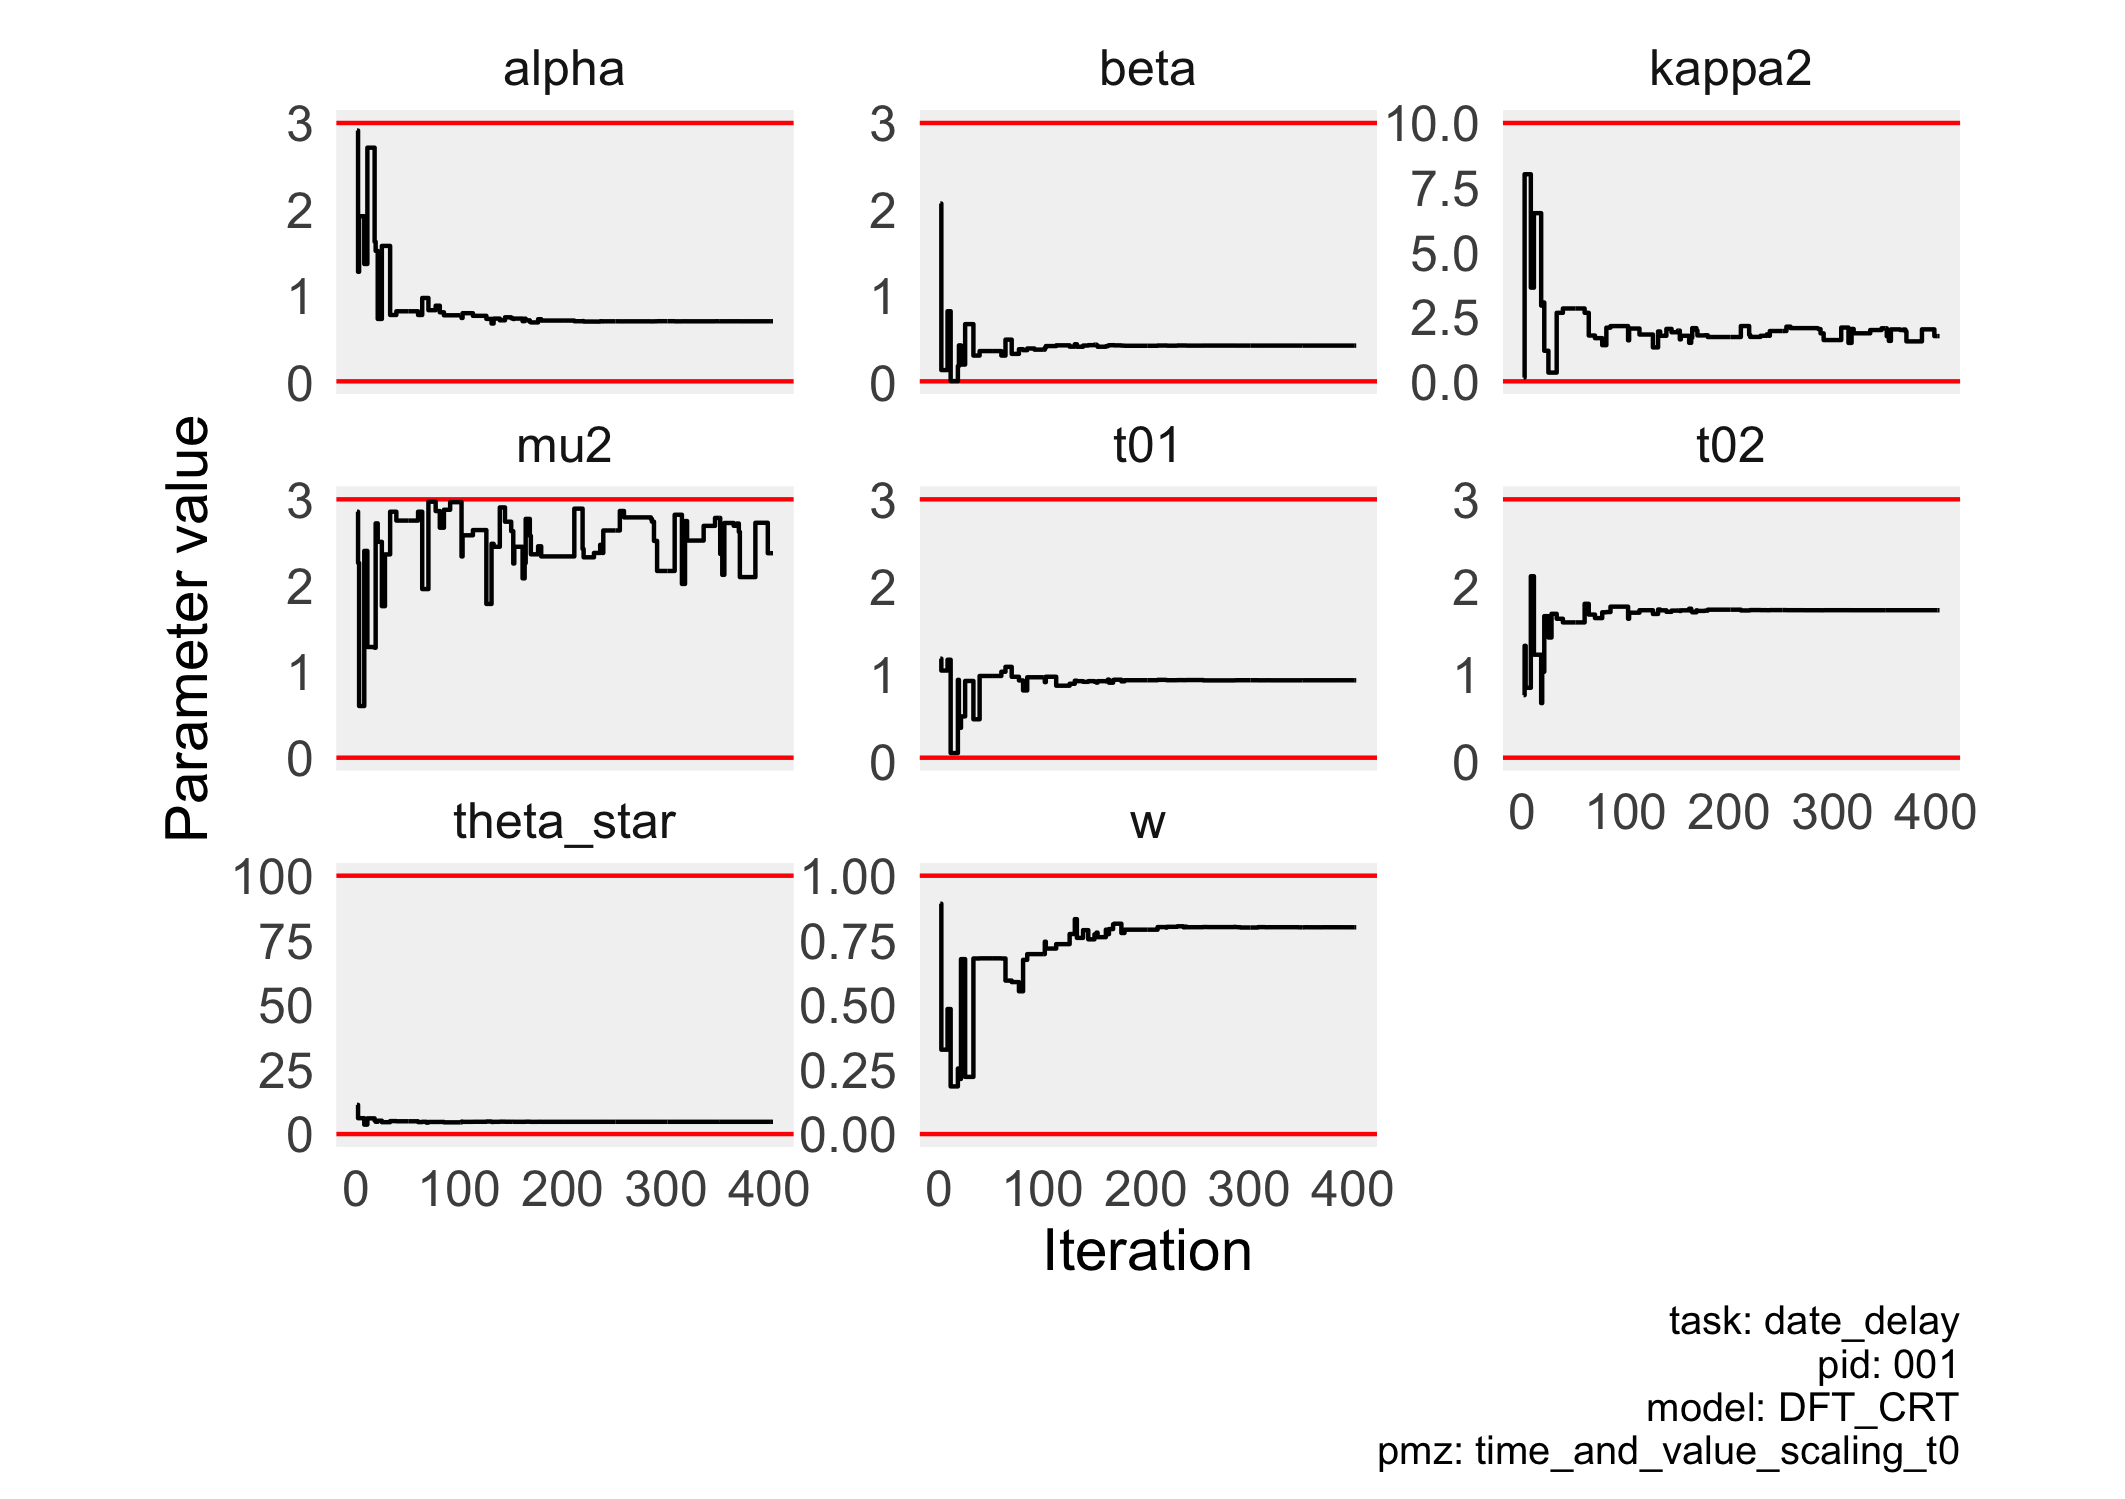 alpha
beta
kappa2
3
2
1
0
3
2
1
0
10.0
7.5
5.0
2.5
0.0
mu2
t01
t02
3
2
1
0
3
2
1
0
3
2
1
0
0 100 200 300 400
theta_star
w
100
75
50
25
0
1.00
0.75
0.50
0.25
0.00
0 100 200 300 400
0 100 200 300 400
Parameter value
Iteration
task: date_delay
pid: 001
model: DFT_CRT
pmz: time_and_value_scaling_t0